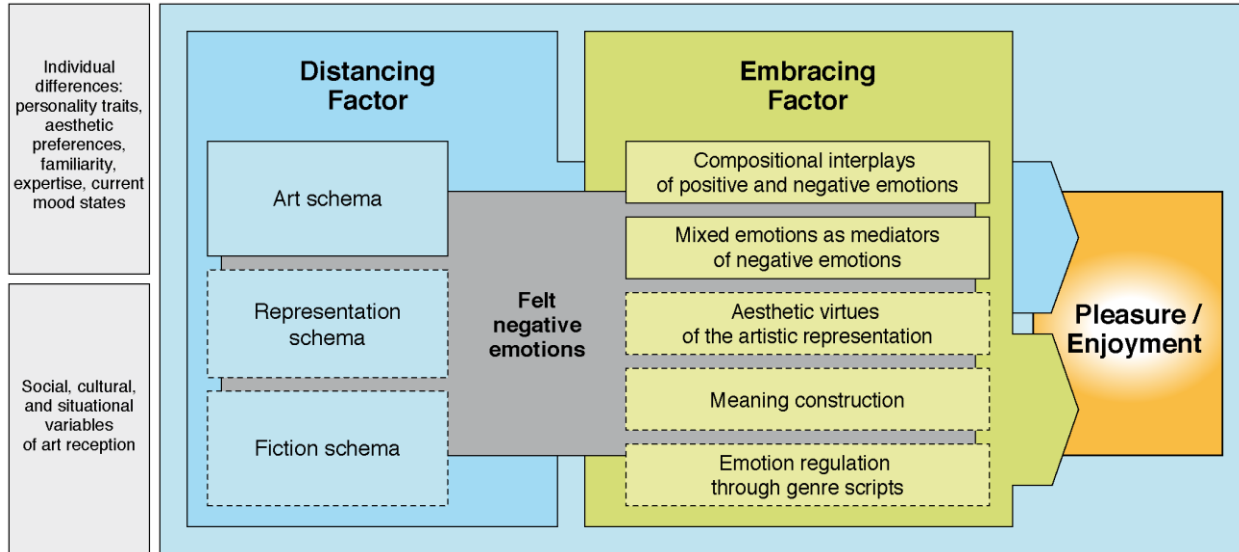 Individual
differences:
personality traits,
aesthetic
preferences,
familiarity,
expertise, current
mood states
Social, cultural,
and situational
variables
of art reception
Distancing
Factor
Art schema
Representation
schema
Fiction schema
Felt
negative
emotions
Embracing
Factor
Compositional interplays
of positive and negative emotions
Mixed emotions as mediators
of negative emotions
Aesthetic virtues
of the artistic representation
Meaning construction
Emotion regulation
through genre scripts
Pleasure /
Enjoyment